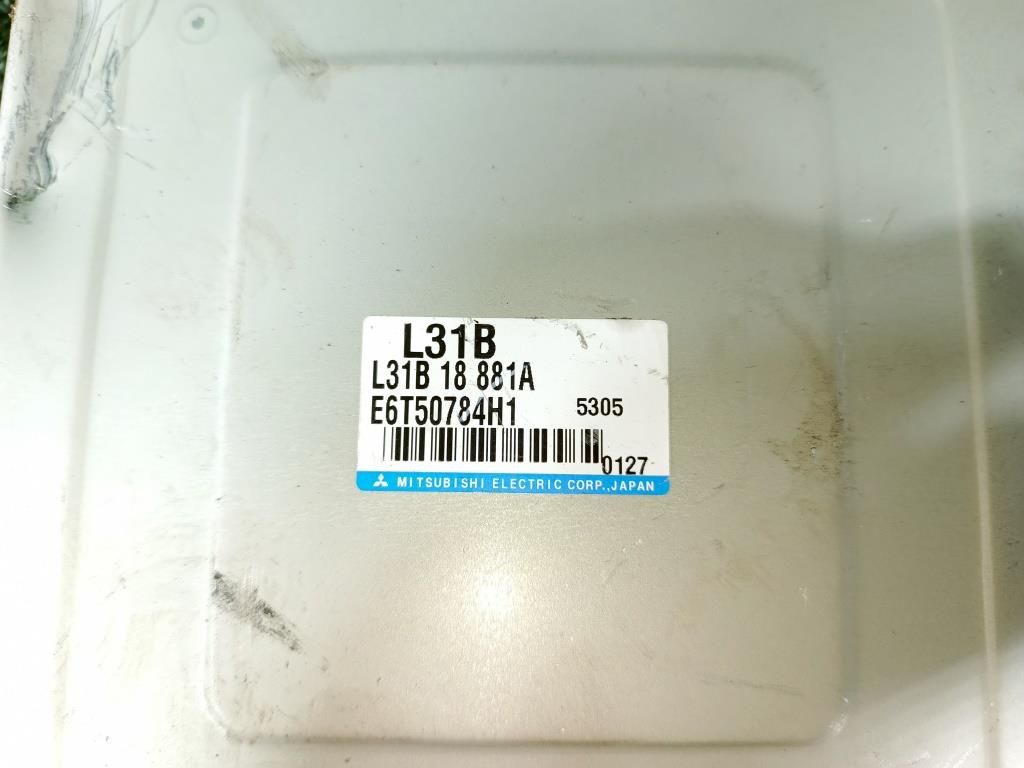 L31B
L31B 18 881A
E6T50784H1 5305
0127
MITSUBISHI ELECTRIC CORP.,JAPAN